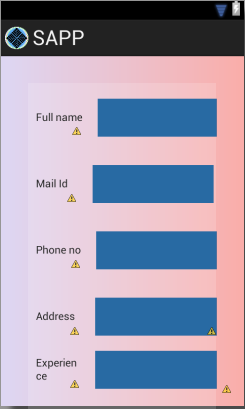 SAPP
Full name
Mail Id
Phone no
Address
Experien
ce